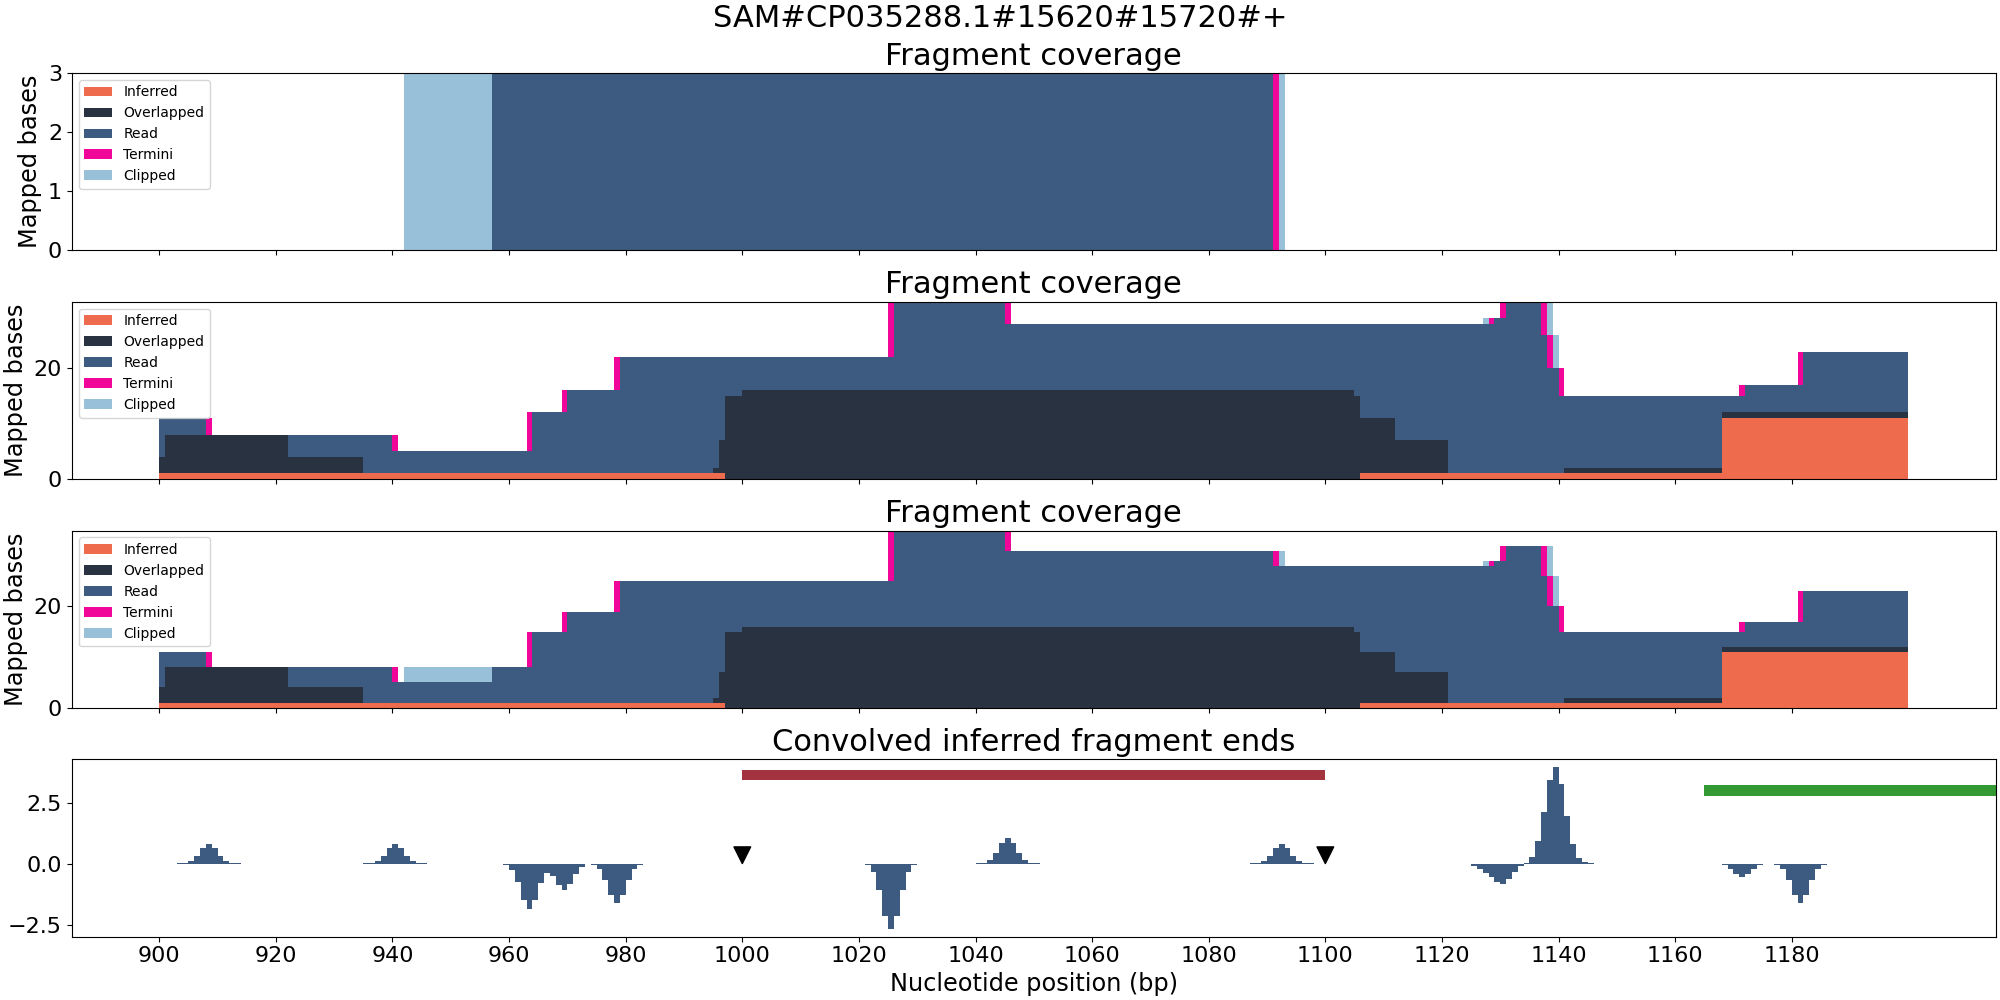 SAM#CP035288.1#15620#15720#+
Fragment coverage
Mapped bases
3
2
1
0
Inferred
Overlapped
Read
Termini
Clipped
Fragment coverage
Mapped bases
20
0
Inferred
Overlapped
Read
Termini
Clipped
Fragment coverage
Mapped bases
20
0
Inferred
Overlapped
Read
Termini
Clipped
Convolved inferred fragment ends
2.5
0.0
−2.5
900 920 940 960 980 1000 1020 1040 1060 1080 1100 1120 1140 1160 1180
Nucleotide position (bp)